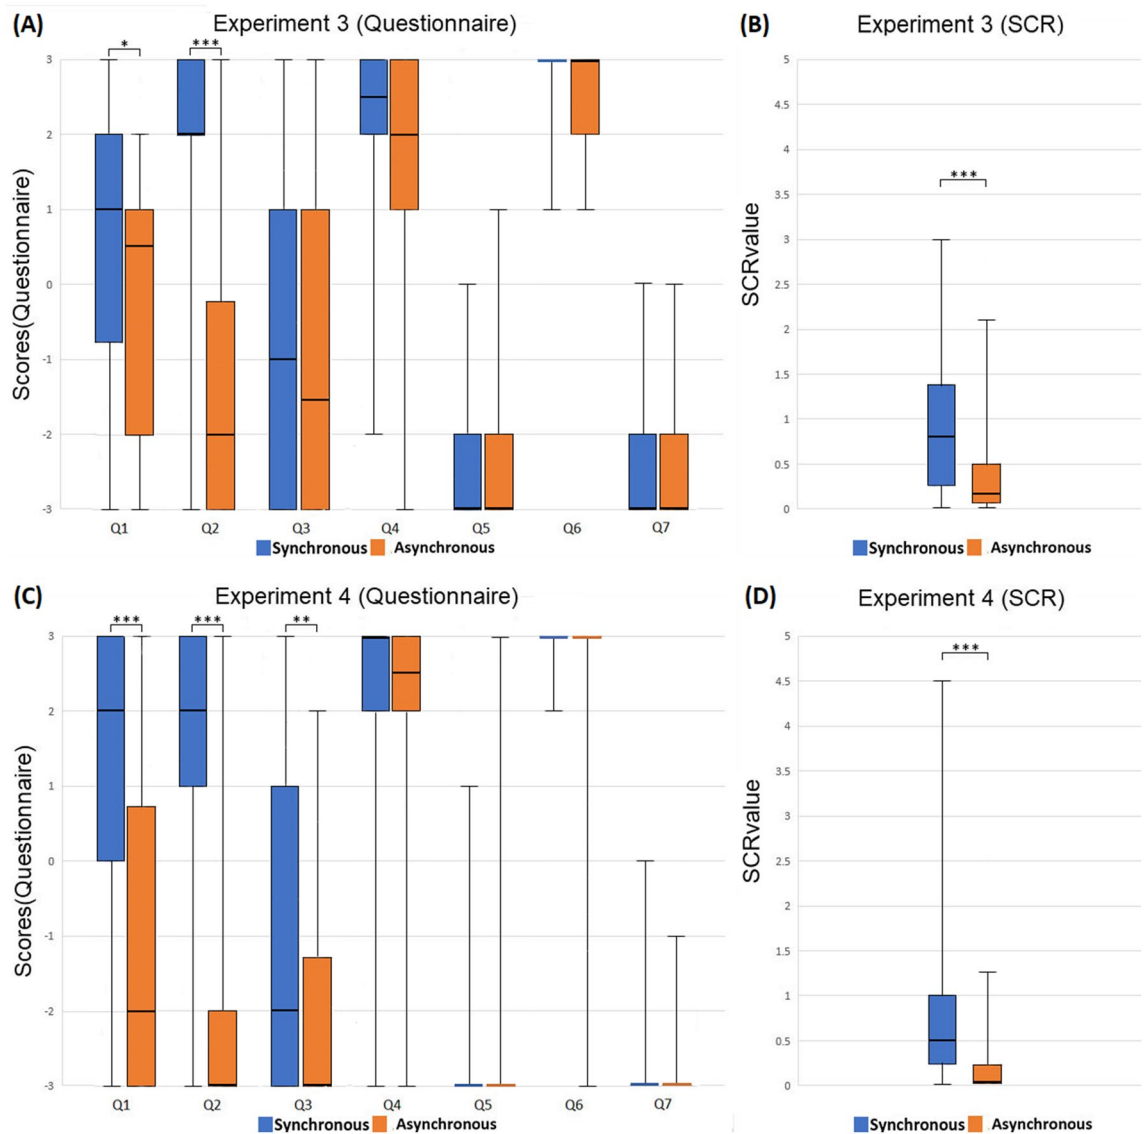 (A) Experiment 3 (Questionnaire)
* ***
Scores(Questionnaire)
3
2
1
0
-1
-2
-3
Q1 Q2 Q3 Q4 Q5 Q6 Q7
Synchronous Asynchronous
(B) Experiment 3 (SCR)
***
SCRvalue
5
4.5
4
3.5
3
2.5
2
1.5
1
0.5
0
Synchronous Asynchronous
(C) Experiment 4 (Questionnaire)
*** *** **
Scores(Questionnaire)
3
2
1
0
-1
-2
-3
Q1 Q2 Q3 Q4 Q5 Q6 Q7
Synchronous Asynchronous
(D) Experiment 4 (SCR)
***
SCRvalue
5
4.5
4
3.5
3
2.5
2
1.5
1
0.5
0
Synchronous Asynchronous